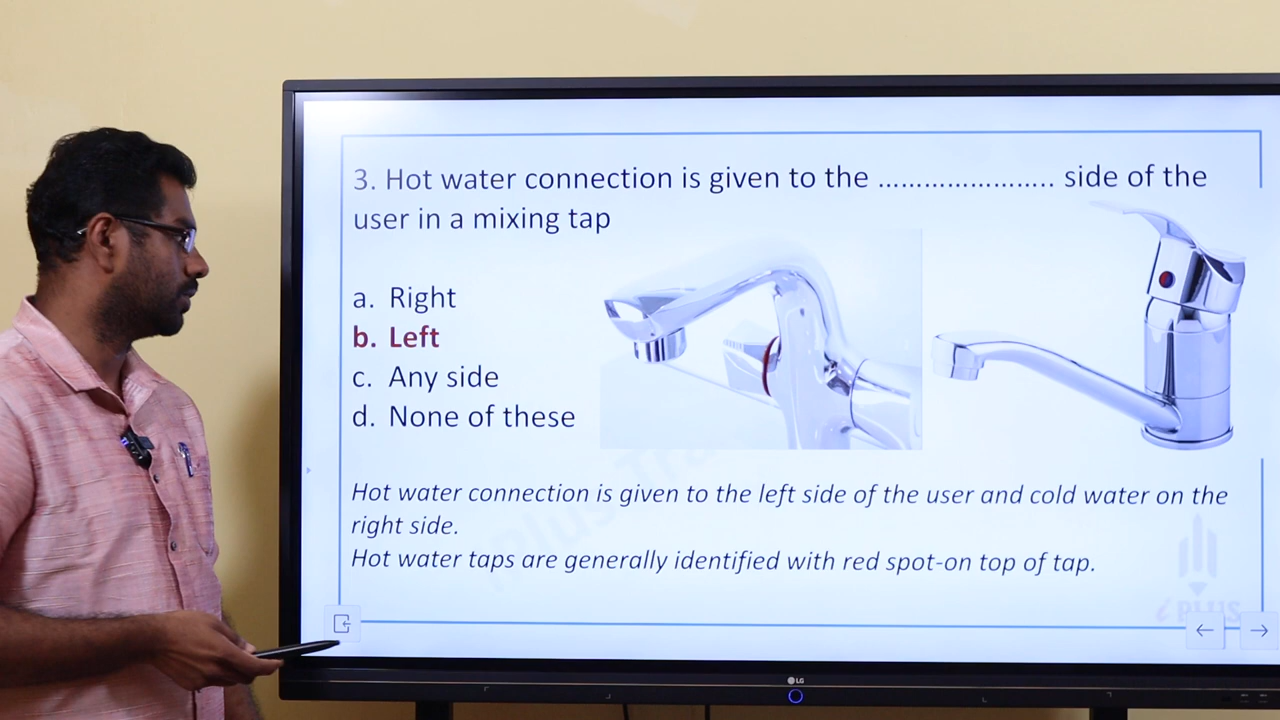 3. Hot water connection is given to the ...................... side of the
user in a mixing tap
a. Right
b. Left
c. Any side
d. None of these
Hot water connection is given to the left side of the user and cold water on the
right side.
Hot water taps are generally identified with red spot-on top of tap.
iPLUS
LG